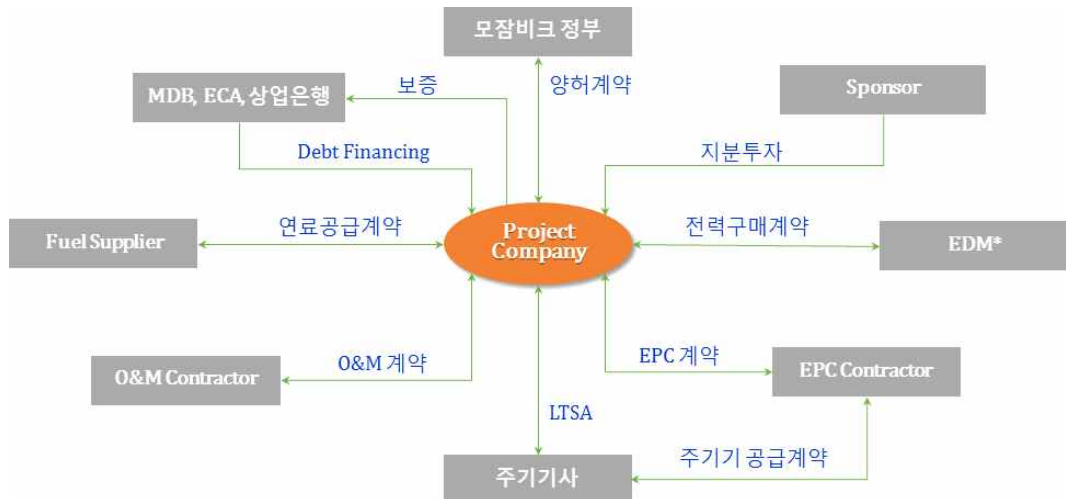 모잠비크 정부
보증
양허계약
MDB, ECA, 상업은행
Sponsor
Debt Financing
지분투자
Fuel Supplier
연료공급계약
Project
Company
전력구매계약
EDM*
O&M Contractor
O&M 계약
EPC 계약
EPC Contractor
LTSA
주기기사
주기기 공급계약